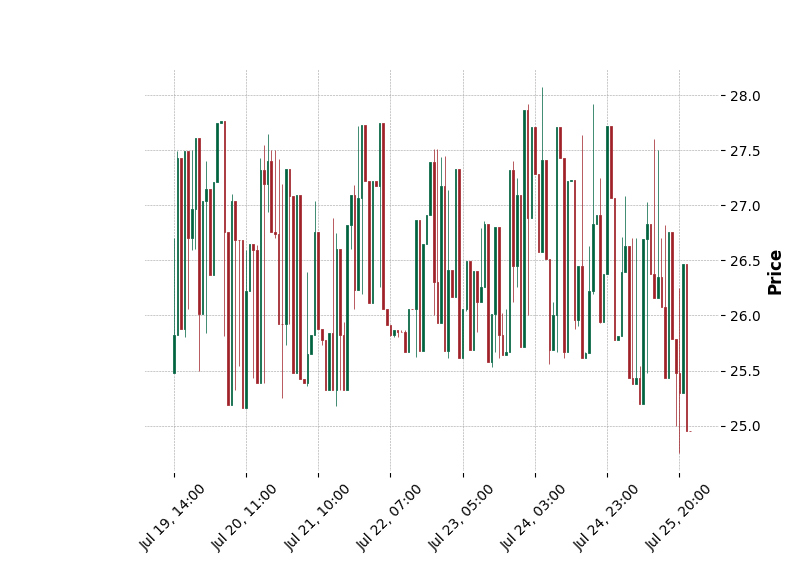 28.0
27.5
27.0
26.5
26.0
25.5
25.0
Price
Jul 19, 14:00
Jul 20, 11:00
Jul 21, 10:00
Jul 22, 07:00
Jul 23, 05:00
Jul 24, 03:00
Jul 24, 23:00
Jul 25, 20:00